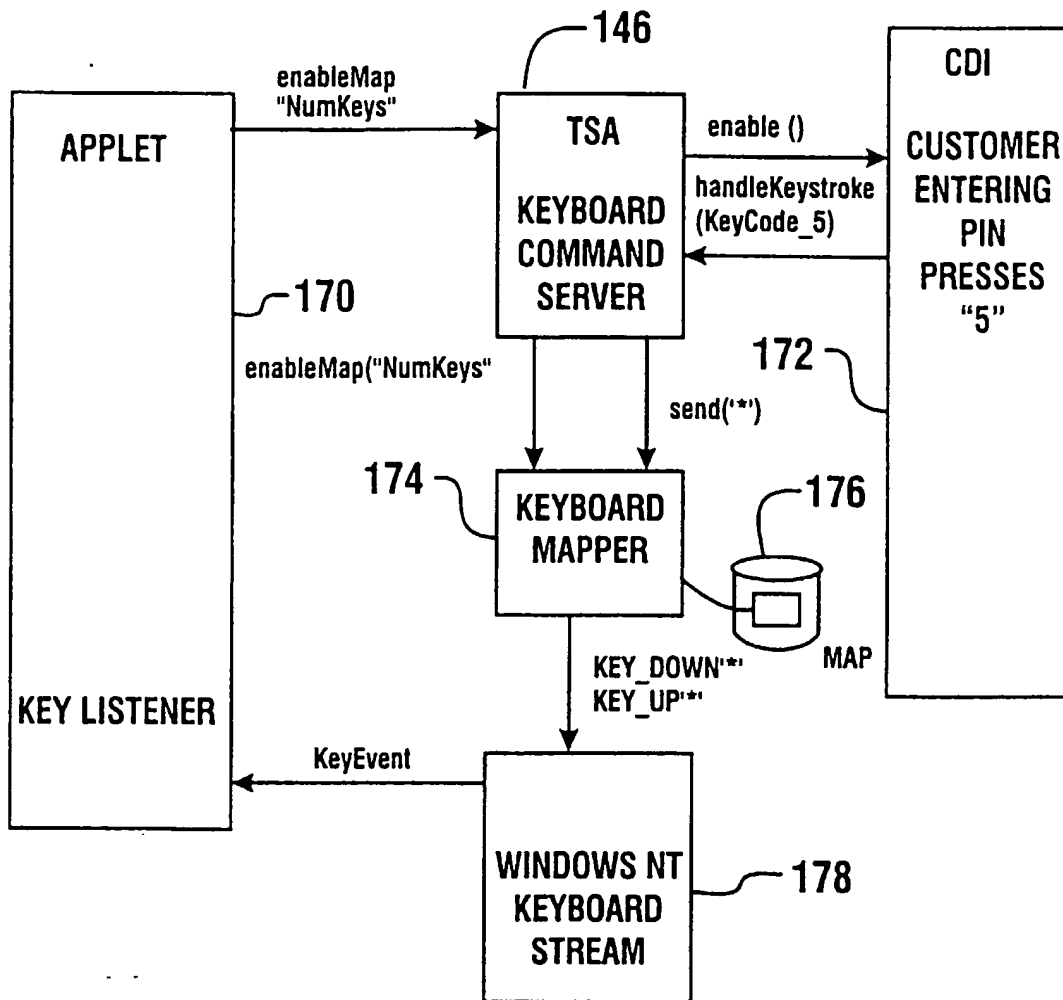 146
enableMap
"NumKeys"
APPLET
TSA
KEYBOARD
COMMAND
SERVER
enable ()
handleKeystroke
(KeyCode_5)
CDI
CUSTOMER
ENTERING
PIN
PRESSES
“5”
170
172
enableMap("NumKeys"
send('*')
174
KEYBOARD
MAPPER
176
MAP
KEY_DOWN'*'
KEY_UP'*'
KEY LISTENER
KeyEvent
WINDOWS NT
KEYBOARD
STREAM
178